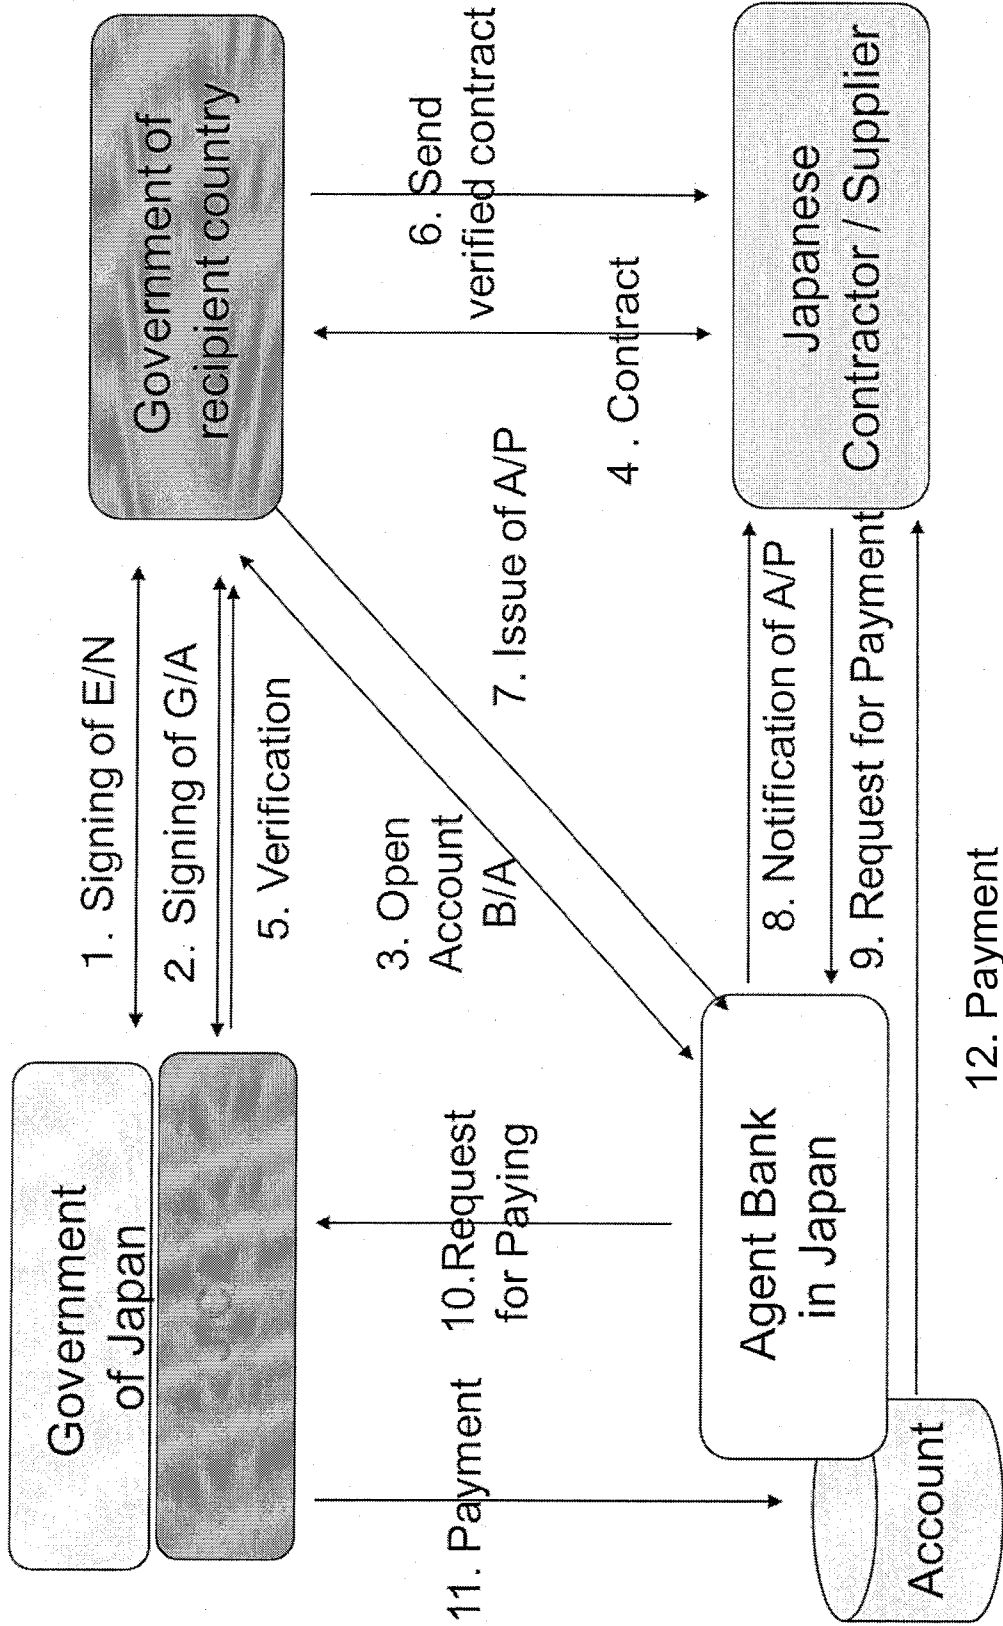 Government
of Japan
JICA
1. Signing of E/N
2. Signing of G/A
5. Verification
Government of
recipient country
3. Open
Account
B/A
7. Issue of A/P
6. Send
verified contract
4 . Contract
10.Request
for Paying
11. Payment
Agent Bank
in Japan
Account
8. Notification of A/P
9. Request for Payment
12. Payment
Japanese
Contractor / Supplier